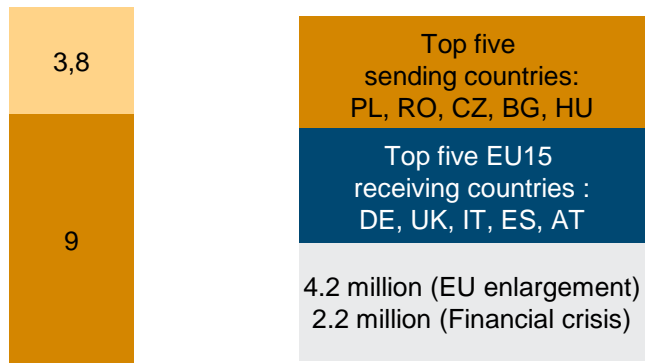 3,8
9
Top five
sending countries:
PL, RO, CZ, BG, HU
Top five EU15
receiving countries :
DE, UK, IT, ES, AT
4.2 million (EU enlargement)
2.2 million (Financial crisis)